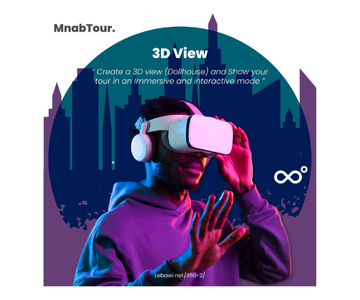 MnabTour.
3D View
" Create a 3D view (Dollhouse) and Show your
tour in an Immersive and interactive mode "
Lebawi.net/360-2/